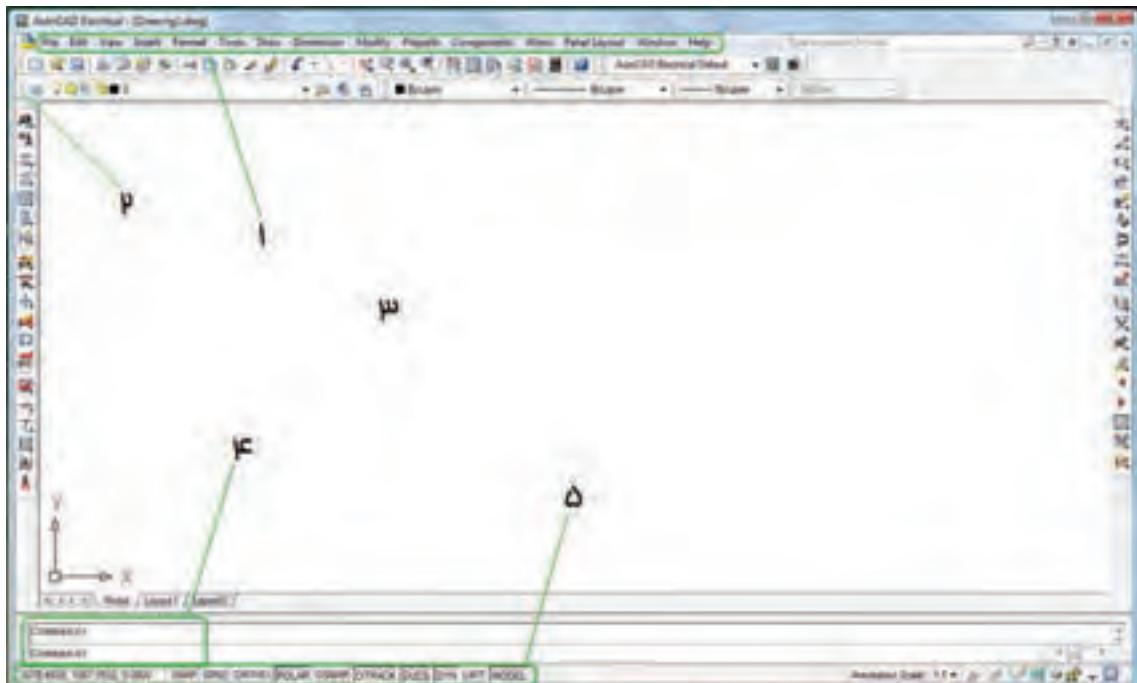 AutoCAD Electrical - [Drawing1.dwg]
File Edit View Insert Format Tools Draw Dimension Modify Projects Components Wires Panel Layout Window Help
AutoCAD Electrical Default
0 ByLayer ByLayer ByLayer
۲
۱
۳
۴
۵
Y
X
Model Layout1 Layout2
Command:
Command:
SNAP GRID ORTHO POLAR OSNAP OTRACK DUCS DYN LWT MODEL
Annotation Scale: 1:1